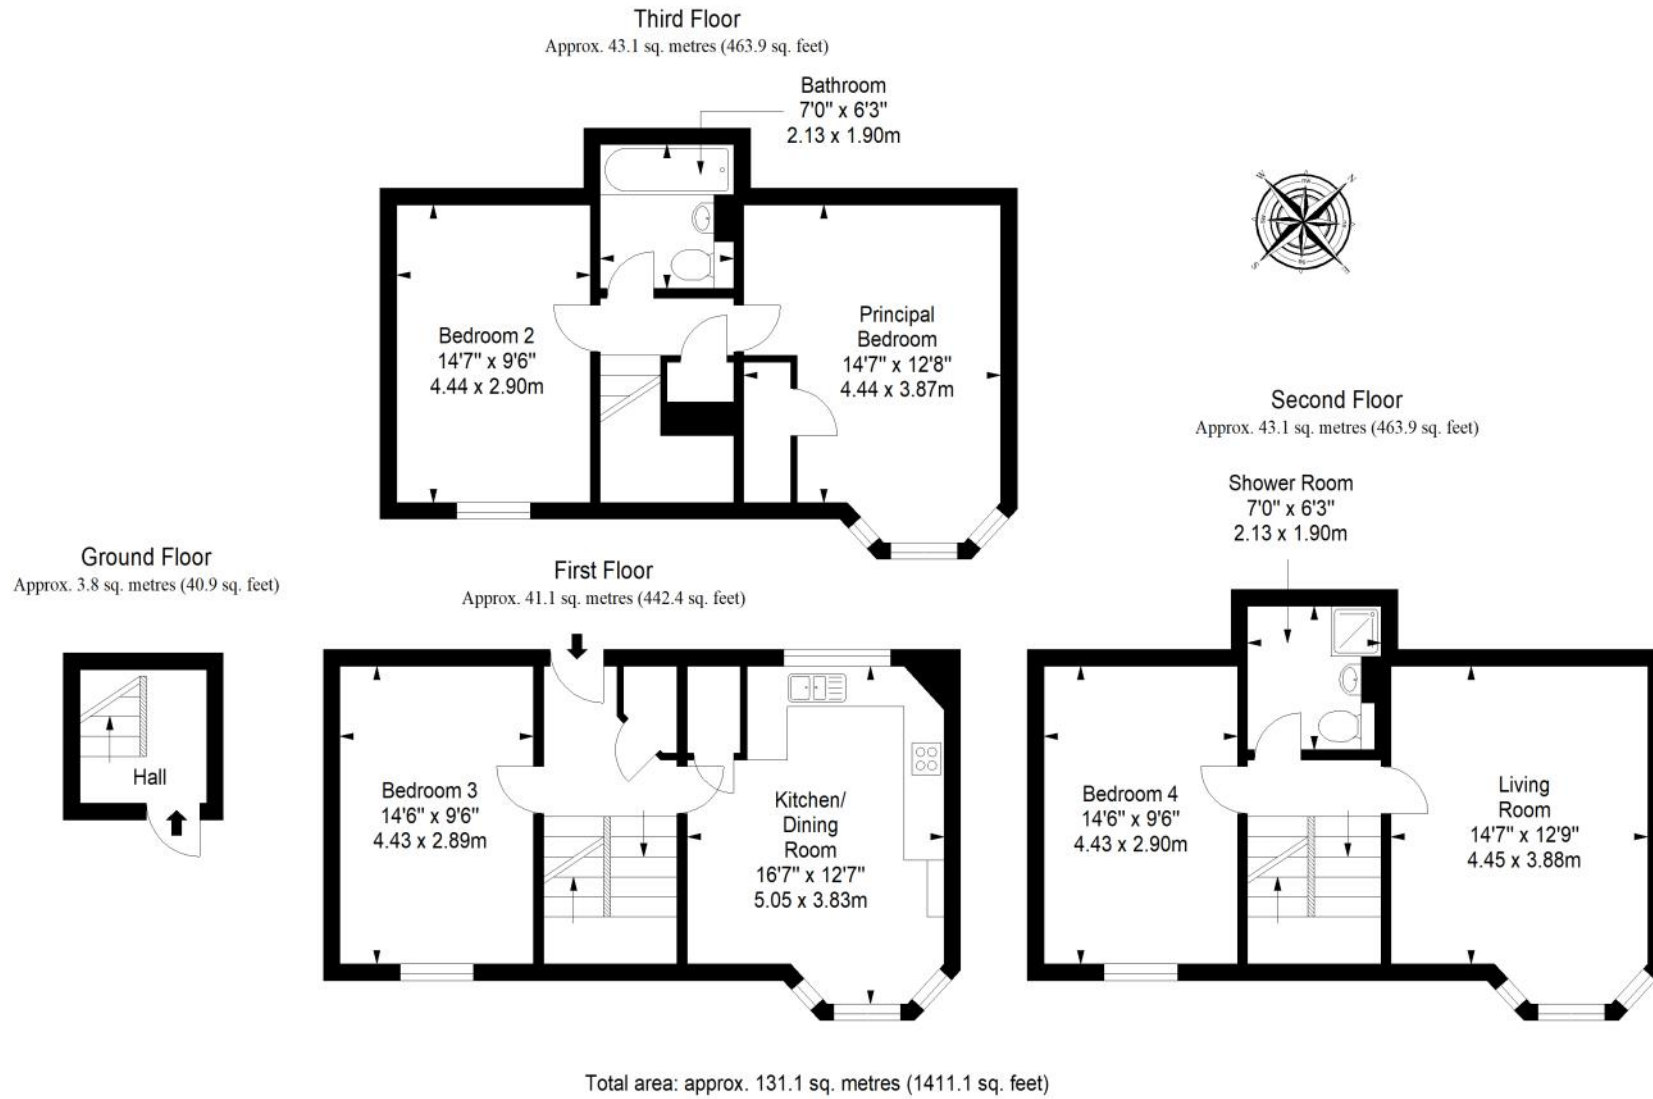 Third Floor
Approx. 43.1 sq. metres (463.9 sq. feet)
Bathroom
7'0" x 6'3"
2.13 x 1.90m
Bedroom 2
14'7" x 9'6"
4.44 x 2.90m
Principal
Bedroom
14'7" x 12'8"
4.44 x 3.87m
W
N
S
E
Second Floor
Approx. 43.1 sq. metres (463.9 sq. feet)
Shower Room
7'0" x 6'3"
2.13 x 1.90m
Bedroom 4
14'6" x 9'6"
4.43 x 2.90m
Living
Room
14'7" x 12'9"
4.45 x 3.88m
Ground Floor
Approx. 3.8 sq. metres (40.9 sq. feet)
Hall
First Floor
Approx. 41.1 sq. metres (442.4 sq. feet)
Bedroom 3
14'6" x 9'6"
4.43 x 2.89m
Kitchen/
Dining
Room
16'7" x 12'7"
5.05 x 3.83m
Total area: approx. 131.1 sq. metres (1411.1 sq. feet)